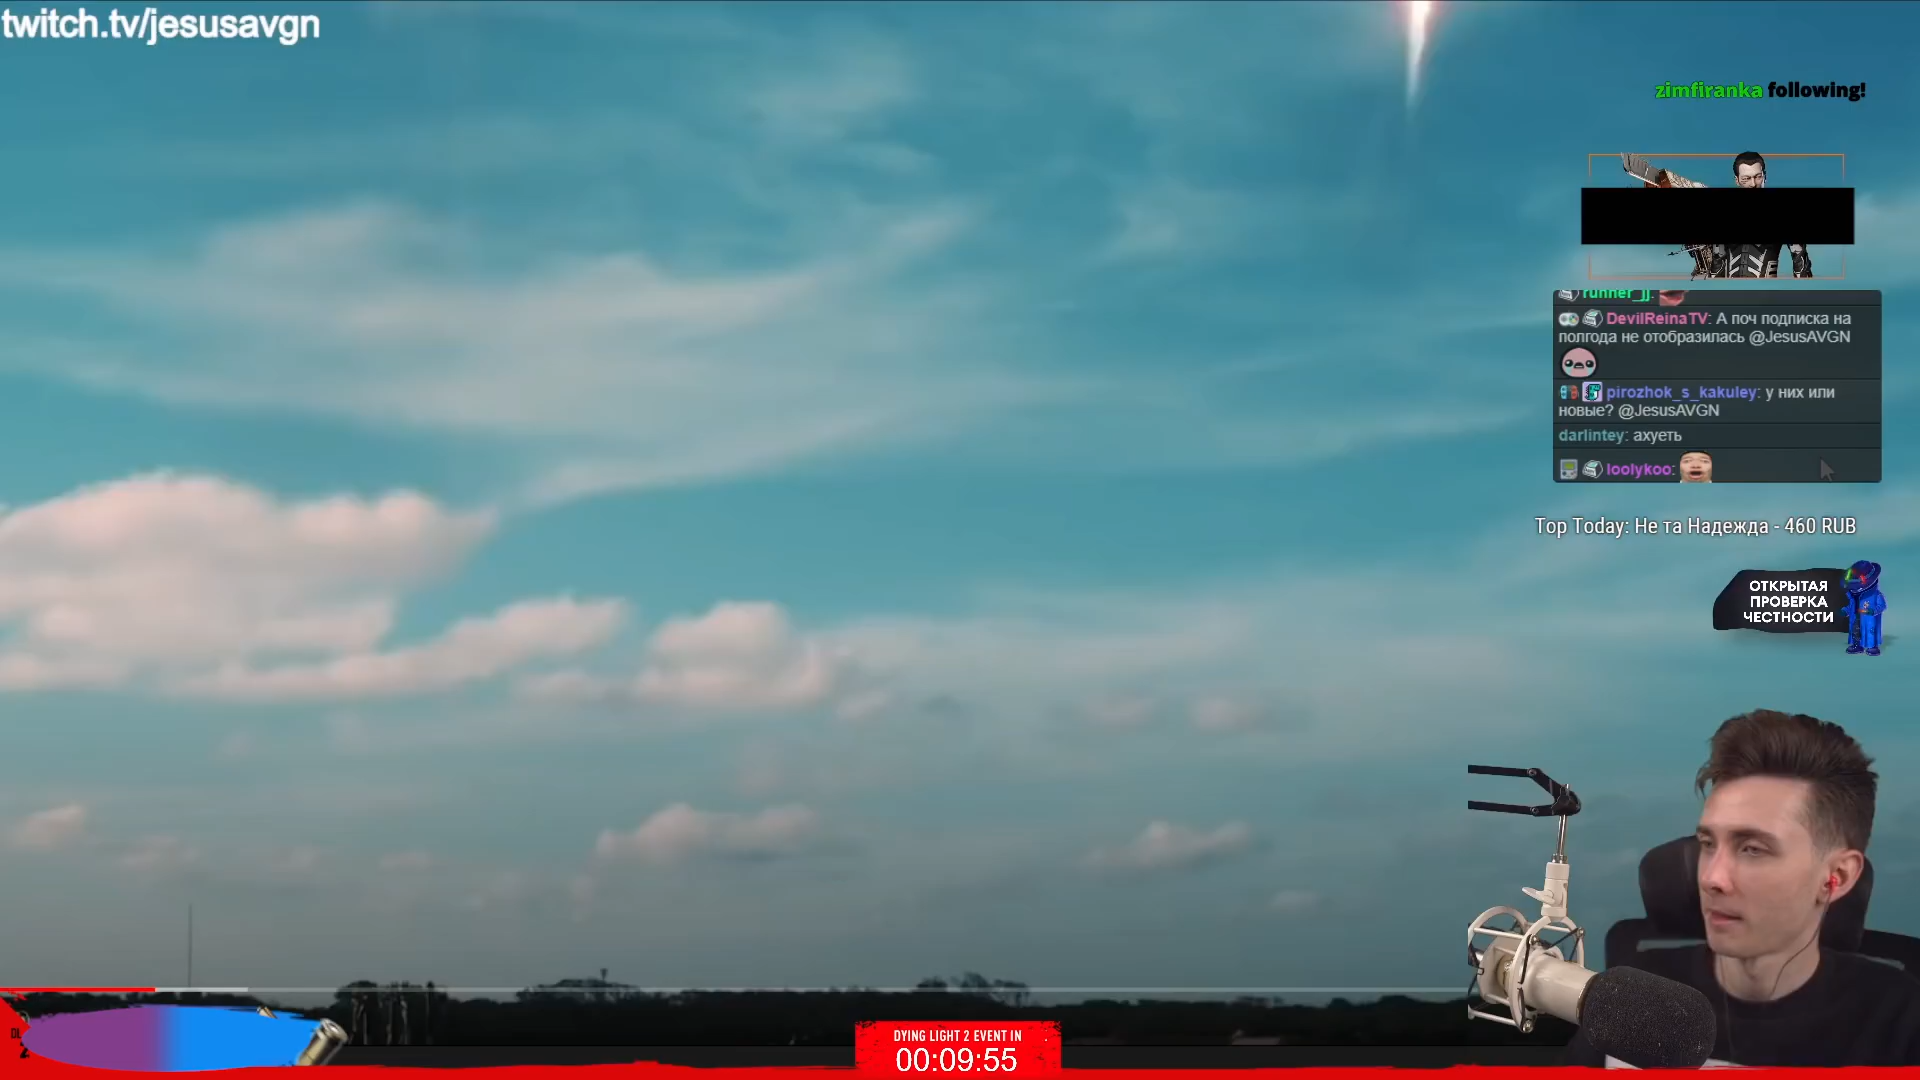 twitch.tv/jesusavgn
zimfiranka following!
runner_jj:
DevilReinaTV: А поч подписка на
полгода не отобразилась @JesusAVGN
pirozhok_s_kakuley: у них или
новые? @JesusAVGN
darlintey: ахуеть
loolykoo:
Top Today: Не та Надежда - 460 RUB
ОТКРЫТАЯ
ПРОВЕРКА
ЧЕСТНОСТИ
DYING LIGHT 2 EVENT IN
00:09:55